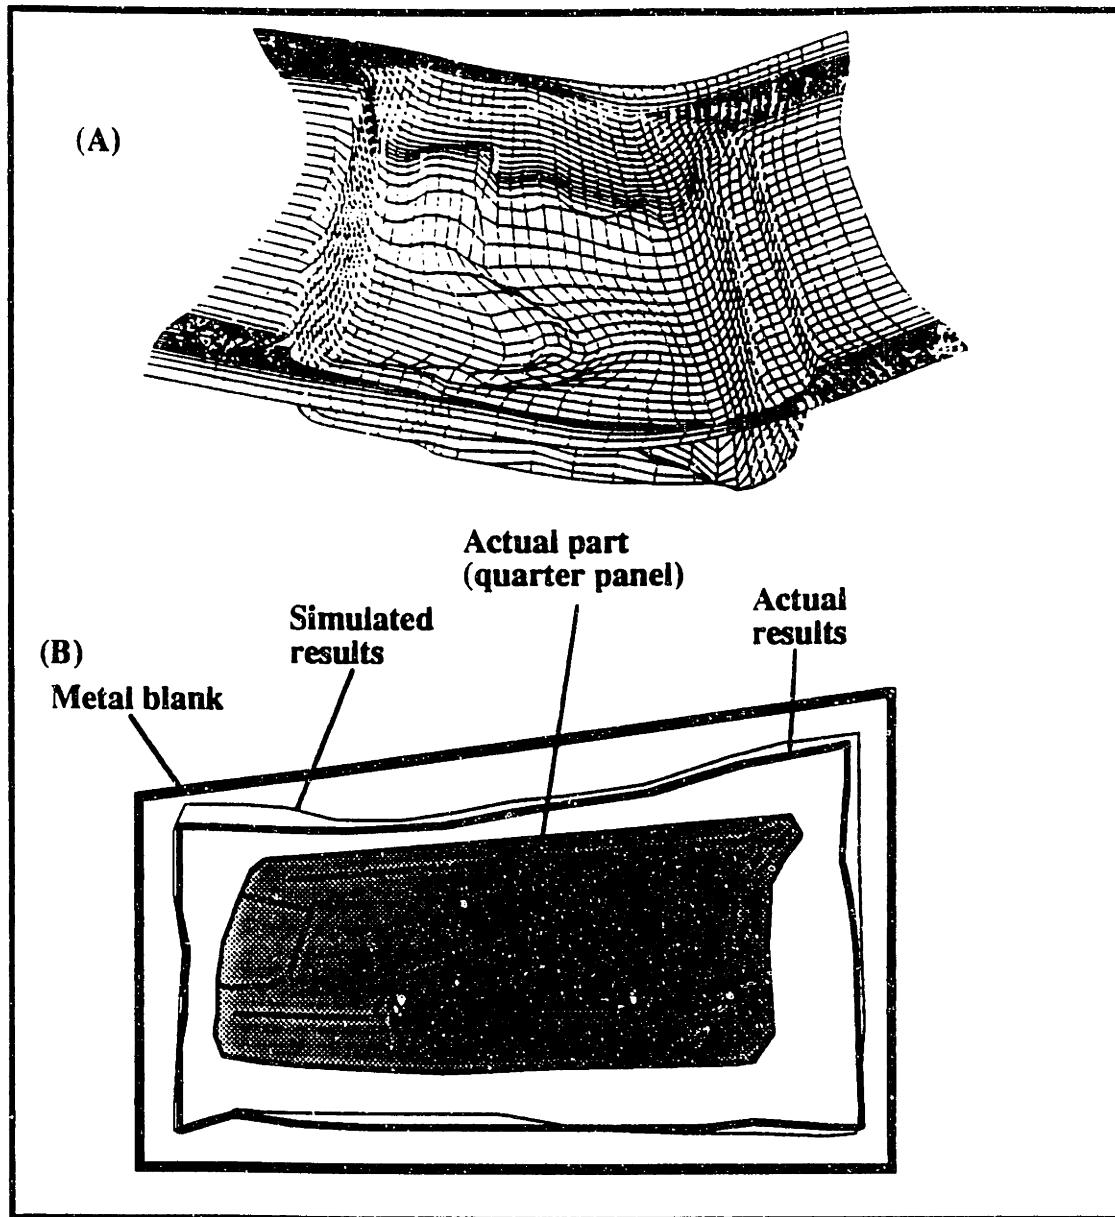 (A)
Actual part
(quarter panel)
Simulated
results
Actual
results
(B)
Metal blank